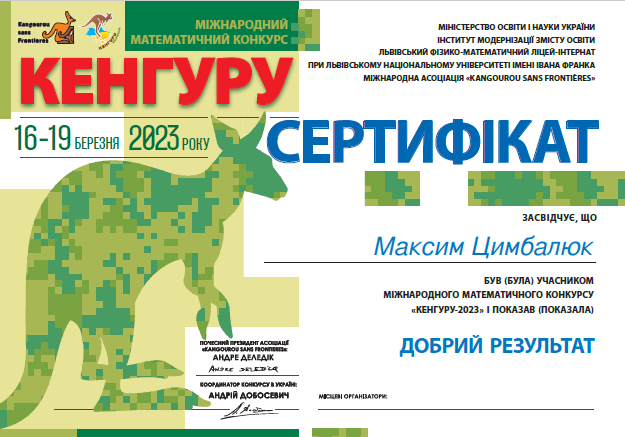 Kangourou
sans
Frontières
МІЖНАРОДНИЙ
МАТЕМАТИЧНИЙ КОНКУРС
КЕНГУРУ
16–19 БЕРЕЗНЯ 2023 РОКУ
МІНІСТЕРСТВО ОСВІТИ І НАУКИ УКРАЇНИ
ІНСТИТУТ МОДЕРНІЗАЦІЇ ЗМІСТУ ОСВІТИ
ЛЬВІВСЬКИЙ ФІЗИКО-МАТЕМАТИЧНИЙ ЛІЦЕЙ-ІНТЕРНАТ
ПРИ ЛЬВІВСЬКОМУ НАЦІОНАЛЬНОМУ УНІВЕРСИТЕТІ ІМЕНІ ІВАНА ФРАНКА
МІЖНАРОДНА АСОЦІАЦІЯ «KANGOUROU SANS FRONTIÈRES»
СЕРТИФІКАТ
ЗАСВІДЧУЄ, ЩО
Максим Цимбалюк
БУВ (БУЛА) УЧАСНИКОМ
МІЖНАРОДНОГО МАТЕМАТИЧНОГО КОНКУРСУ
«КЕНГУРУ-2023» І ПОКАЗАВ (ПОКАЗАЛА)
ДОБРИЙ РЕЗУЛЬТАТ
ПОЧЕСНИЙ ПРЕЗИДЕНТ АСОЦІАЦІЇ
«KANGOUROU SANS FRONTIERES»:
АНДРЕ ДЕЛЕДІК
ANDRE DELEDICQ
КООРДИНАТОР КОНКУРСУ В УКРАЇНІ:
АНДРІЙ ДОБОСЕВИЧ
МІСЦЕВІ ОРГАНІЗАТОРИ: